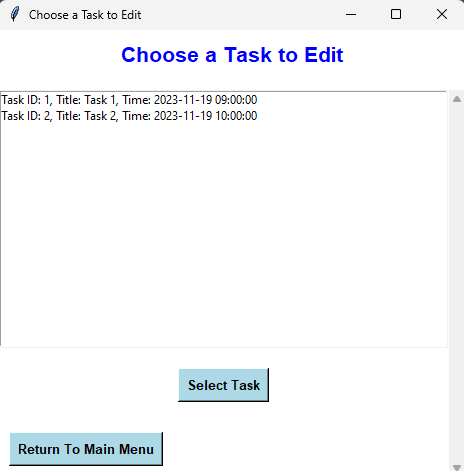 Choose a Task to Edit
Choose a Task to Edit
Task ID: 1, Title: Task 1, Time: 2023-11-19 09:00:00
Task ID: 2, Title: Task 2, Time: 2023-11-19 10:00:00
Select Task
Return To Main Menu